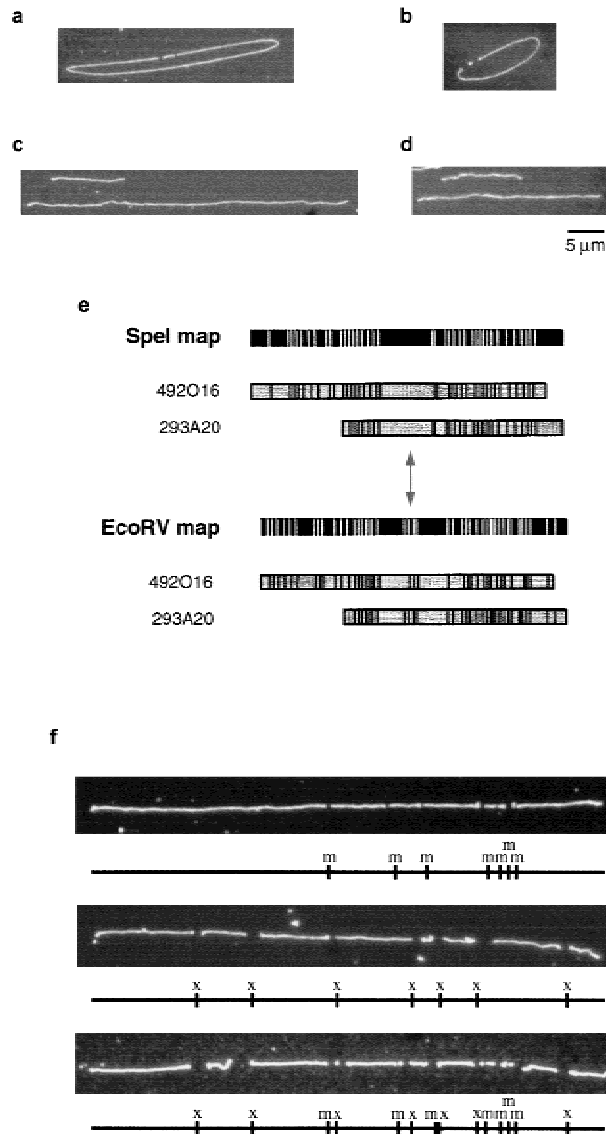 a b
c d
5 μm
e
SpeI map
492O16
293A20
EcoRV map
492O16
293A20
f
m
m m m m m m
x x x x x x x
m
x x m x m x m x x m m m x